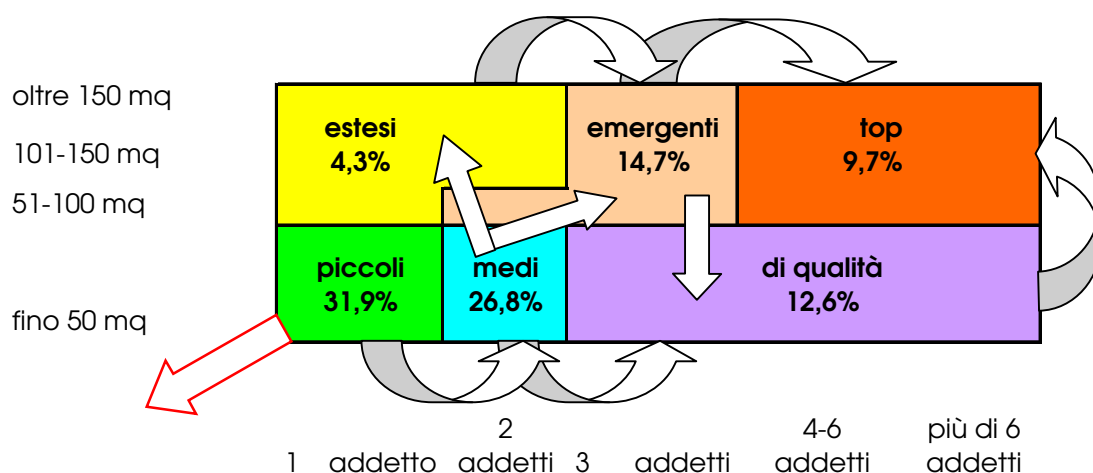 oltre 150 mq
101-150 mq
51-100 mq
fino 50 mq
estesi
4,3%
emergenti
14,7%
top
9,7%
piccoli
31,9%
medi
26,8%
di qualità
12,6%
1 addetto
2
addetti
3 addetti
4-6
addetti
più di 6
addetti